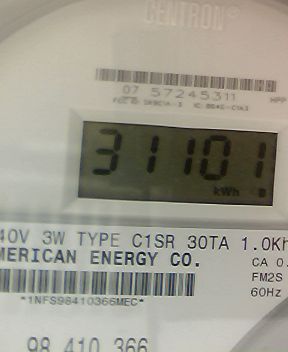 CENTRON®
07 57245311
31101
kWh
40V 3W TYPE C1SR 30TA 1.0Kh
MERICAN ENERGY CO.
CA 0.
FM2S
60Hz
*1NFS98410366MEC*
98 410 366